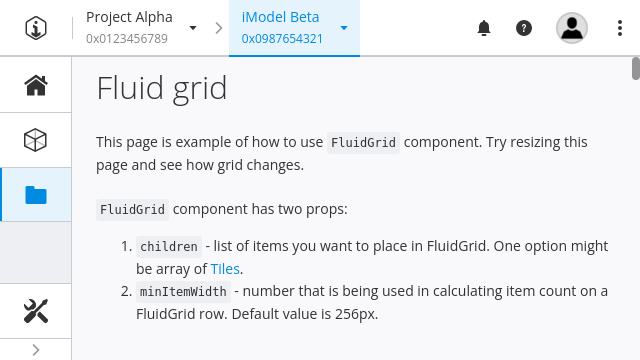 Project Alpha
0x0123456789
iModel Beta
0x0987654321
Fluid grid
This page is example of how to use FluidGrid component. Try resizing this
page and see how grid changes.
FluidGrid component has two props:
1. children - list of items you want to place in FluidGrid. One option might
be array of Tiles.
2. minItemWidth - number that is being used in calculating item count on a
FluidGrid row. Default value is 256px.